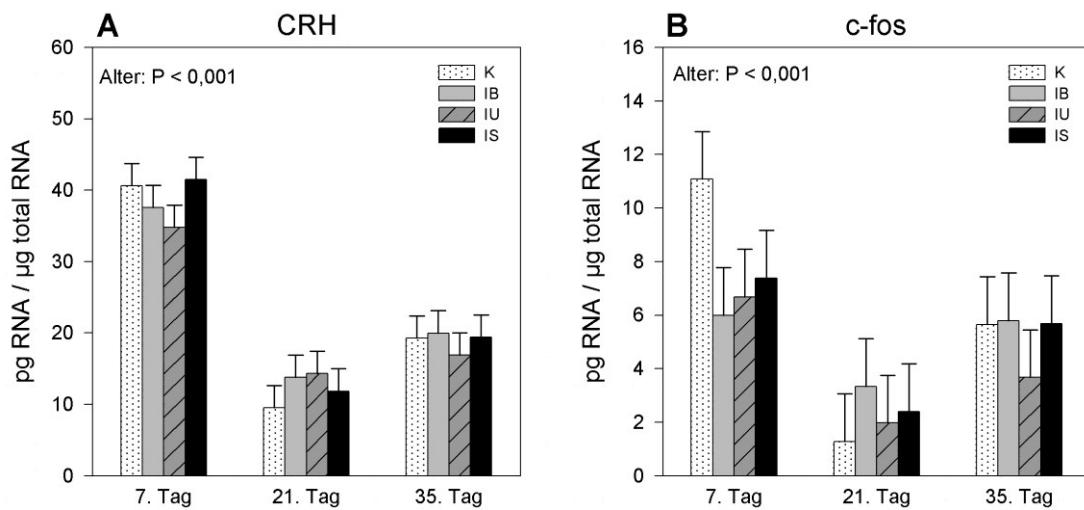 A CRH
60
50
40
30
20
10
0
pg RNA / µg total RNA
Alter: P < 0,001
K
IB
IU
IS
7. Tag 21. Tag 35. Tag
B c-fos
16
14
12
10
8
6
4
2
0
pg RNA / µg total RNA
Alter: P < 0,001
K
IB
IU
IS
7. Tag 21. Tag 35. Tag